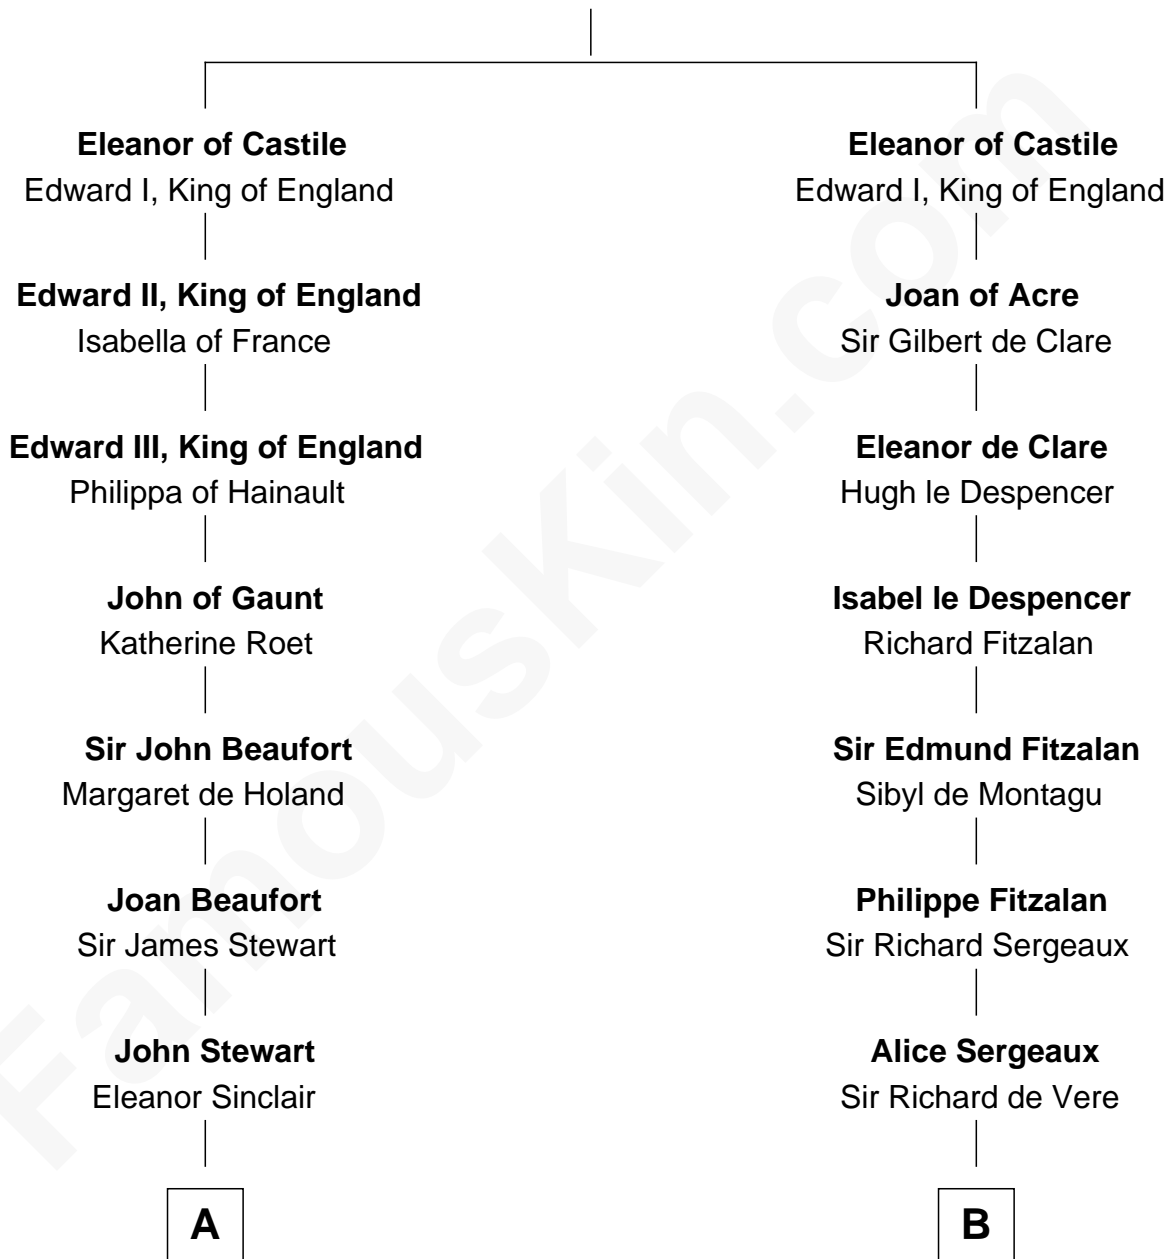 Eleanor of Castile
Edward I, King of England
Edward II, King of England
Isabella of France
Edward III, King of England
Philippa of Hainault
John of Gaunt
Katherine Roet
Sir John Beaufort
Margaret de Holand
Joan Beaufort
Sir James Stewart
John Stewart
Eleanor Sinclair
A
Eleanor of Castile
Edward I, King of England
Joan of Acre
Sir Gilbert de Clare
Eleanor de Clare
Hugh le Despencer
Isabel le Despencer
Richard Fitzalan
Sir Edmund Fitzalan
Sibyl de Montagu
Philippe Fitzalan
Sir Richard Sergeaux
Alice Sergeaux
Sir Richard de Vere
B
FamousKin.com